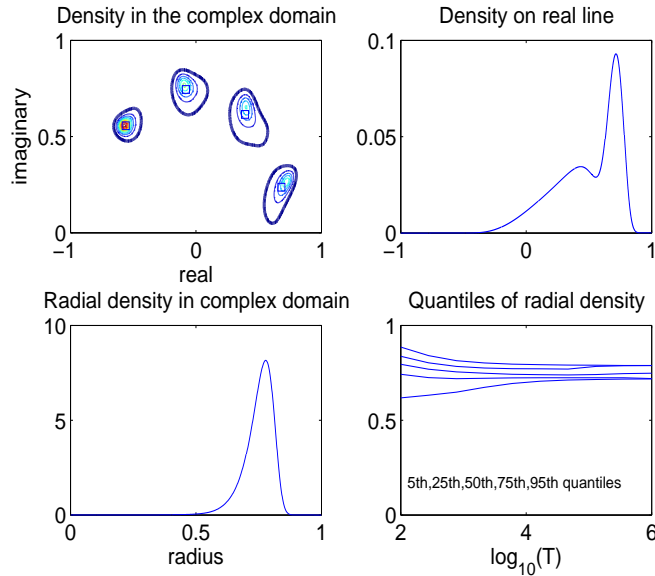 Density in the complex domain
1
0.5
0
−1
0
1
imaginary
real
Density on real line
0.1
0.05
0
−1
0
1
Radial density in complex domain
10
5
0
0
0.5
1
radius
Quantiles of radial density
1
0.5
0
5th,25th,50th,75th,95th quantiles
2
4
6
log10(T)